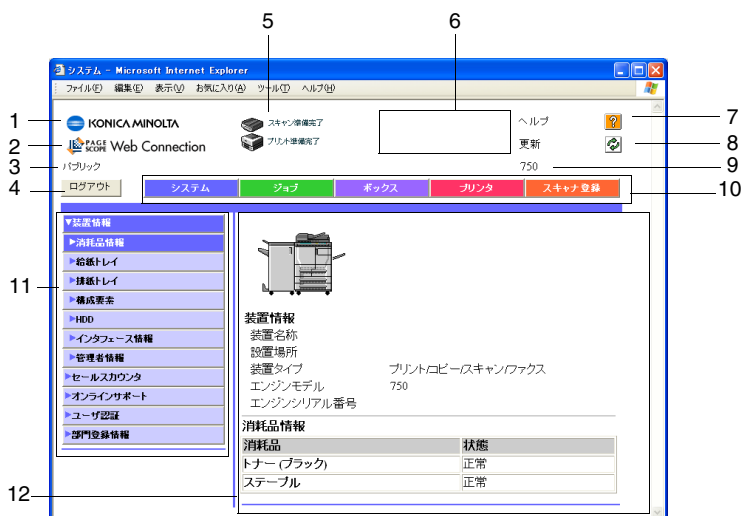 5
6
システム - Microsoft Internet Explorer
ファイル(F) 編集(E) 表示(V) お気に入り(A) ツール(T) ヘルプ(H)
1
KONICA MINOLTA
スキャン準備完了
ヘルプ
?
7
2
PAGE SCOPE Web Connection
プリント準備完了
更新
8
3
パブリック
750
9
4
ログアウト
システム
ジョブ
ボックス
プリンタ
スキャナ登録
10
11
▼装置情報
▶消耗品情報
▶給紙トレイ
▶排紙トレイ
▶構成要素
▶HDD
▶インタフェース情報
▶管理者情報
▶セールスカウンタ
▶オンラインサポート
▶ユーザ認証
▶部門登録情報
装置情報
装置名称
設置場所
装置タイプ プリント/コピー/スキャン/ファクス
エンジンモデル 750
エンジンシリアル番号
消耗品情報
消耗品 状態
トナー (ブラック) 正常
ステープル 正常
12